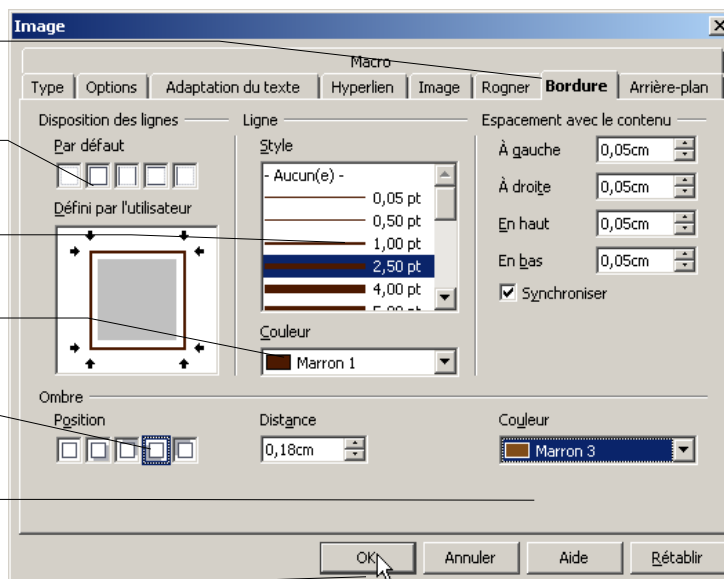 Image
Macro
Type Options Adaptation du texte Hyperlien Image Rogner Bordure Arrière-plan
Disposition des lignes Ligne Espacement avec le contenu
Par défaut Style À gauche 0,05cm
- Aucun(e) -
0,05 pt À droite 0,05cm
Défini par l'utilisateur 0,50 pt
1,00 pt En haut 0,05cm
2,50 pt En bas 0,05cm
4,00 pt Synchroniser
Couleur
Marron 1
Ombre
Position Distance Couleur
0,18cm Marron 3
OK Annuler Aide Rétablir